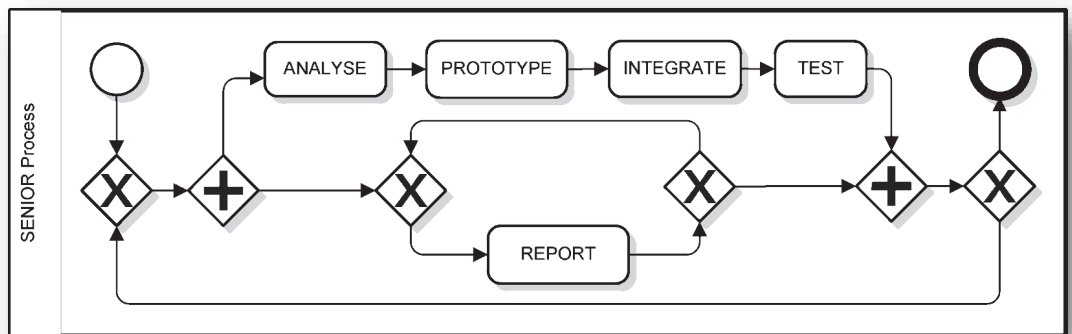 SENIOR Process
ANALYSE
PROTOTYPE
INTEGRATE
TEST
X
X
X
X
REPORT